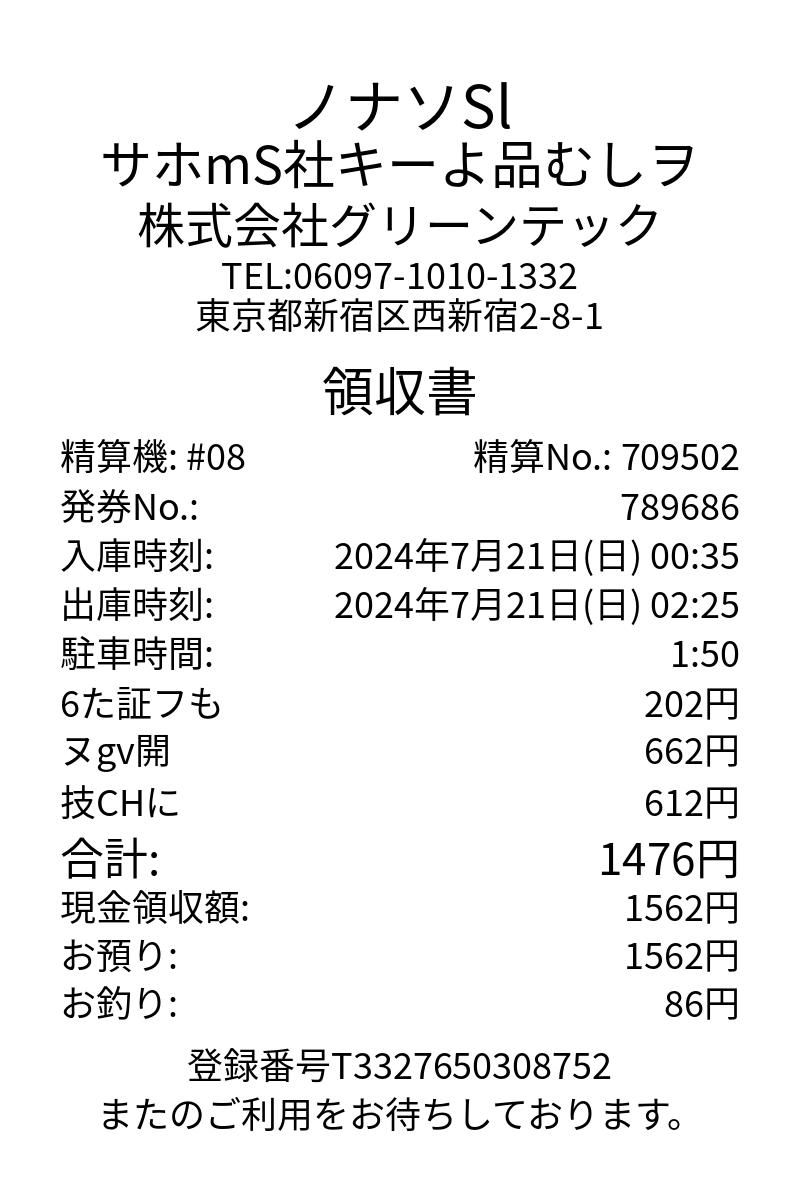 ノナソSl
サホmS社キーよ品むしヲ
株式会社グリーンテック
TEL:06097-1010-1332
東京都新宿区西新宿2-8-1
領収書
精算機: #08 精算No.: 709502
発券No.: 789686
入庫時刻: 2024年7月21日(日) 00:35
出庫時刻: 2024年7月21日(日) 02:25
駐車時間: 1:50
6た証フも 202円
ヌgv開 662円
技CHに 612円
合計: 1476円
現金領収額: 1562円
お預り: 1562円
お釣り: 86円
登録番号T3327650308752
またのご利用をお待ちしております。